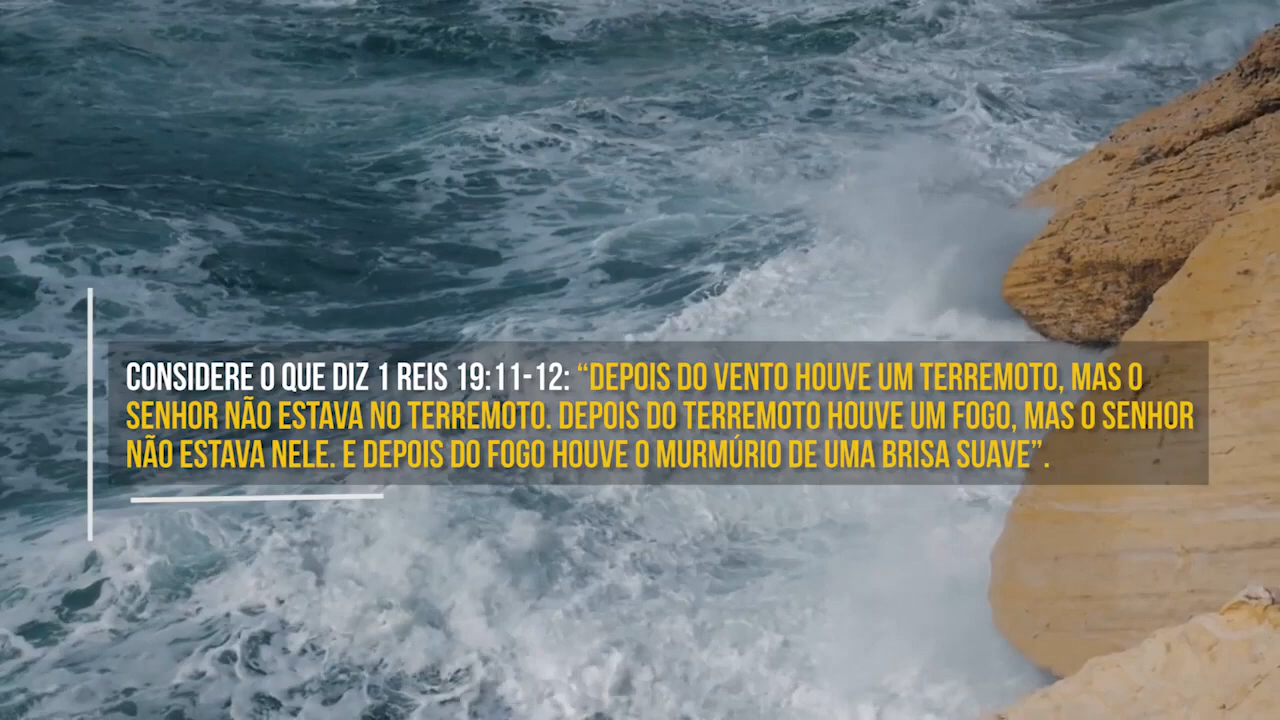 CONSIDERE O QUE DIZ 1 REIS 19:11-12: “DEPOIS DO VENTO HOUVE UM TERREMOTO, MAS O
SENHOR NÃO ESTAVA NO TERREMOTO. DEPOIS DO TERREMOTO HOUVE UM FOGO, MAS O SENHOR
NÃO ESTAVA NELE. E DEPOIS DO FOGO HOUVE O MURMÚRIO DE UMA BRISA SUAVE”.